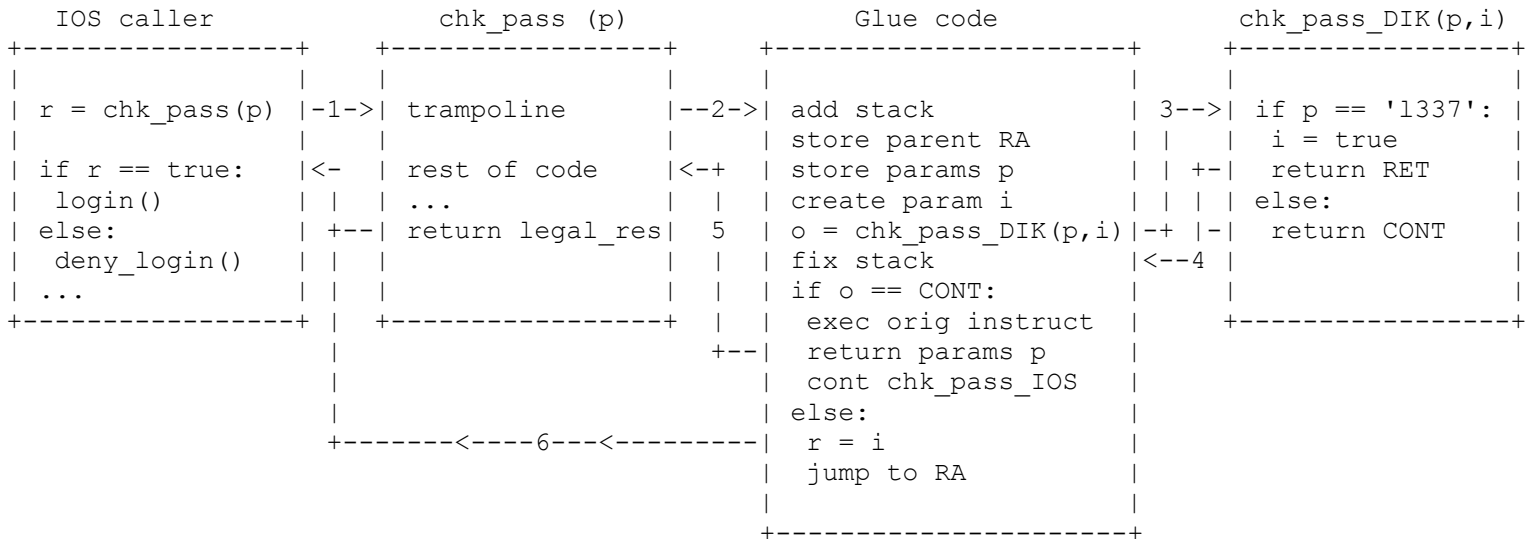 IOS caller chk_pass (p) Glue code chk_pass_DIK(p,i)
+-----------------+ +-----------------+ +----------------------+ +-----------------+
| | | | | | | |
| r = chk_pass(p) |-1->| trampoline |--2->| add stack | 3-->| if p == 'l337': |
| | | | | store parent RA | | | i = true |
| if r == true: |<- | rest of code |<-+ | store params p | | +-| return RET |
| login() | | | ... | | | create param i | | | | else: |
| else: | +--| return legal_res| 5 | o = chk_pass_DIK(p,i)|-+ |-| return CONT |
| deny_login() | | | | | | fix stack |<--4 | |
| ... | | | | | | if o == CONT: | | |
+-----------------+ | +-----------------+ | | exec orig instruct | +-----------------+
| +--| return params p |
| | cont chk_pass_IOS |
| | else: |
+-------<----6---<---------| r = i |
| jump to RA |
| |
+----------------------+